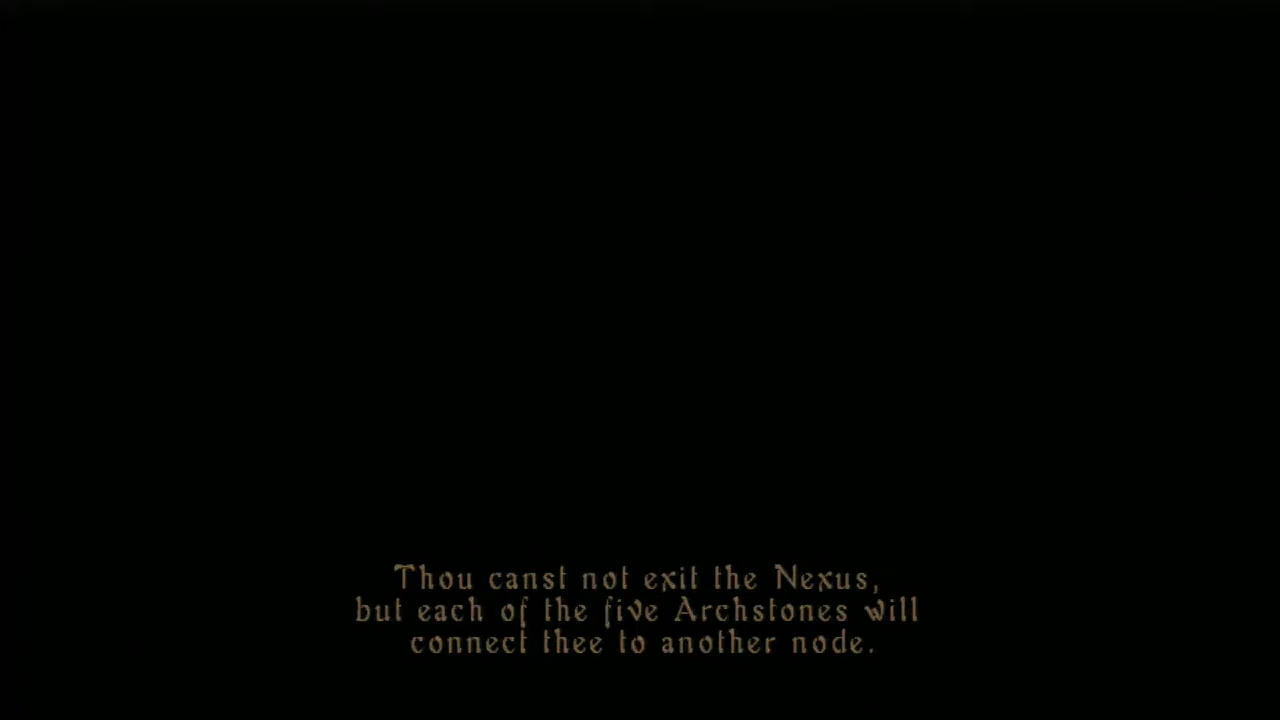 Thou canst not exit the Nexus,
but each of the five Archstones will
connect thee to another node.